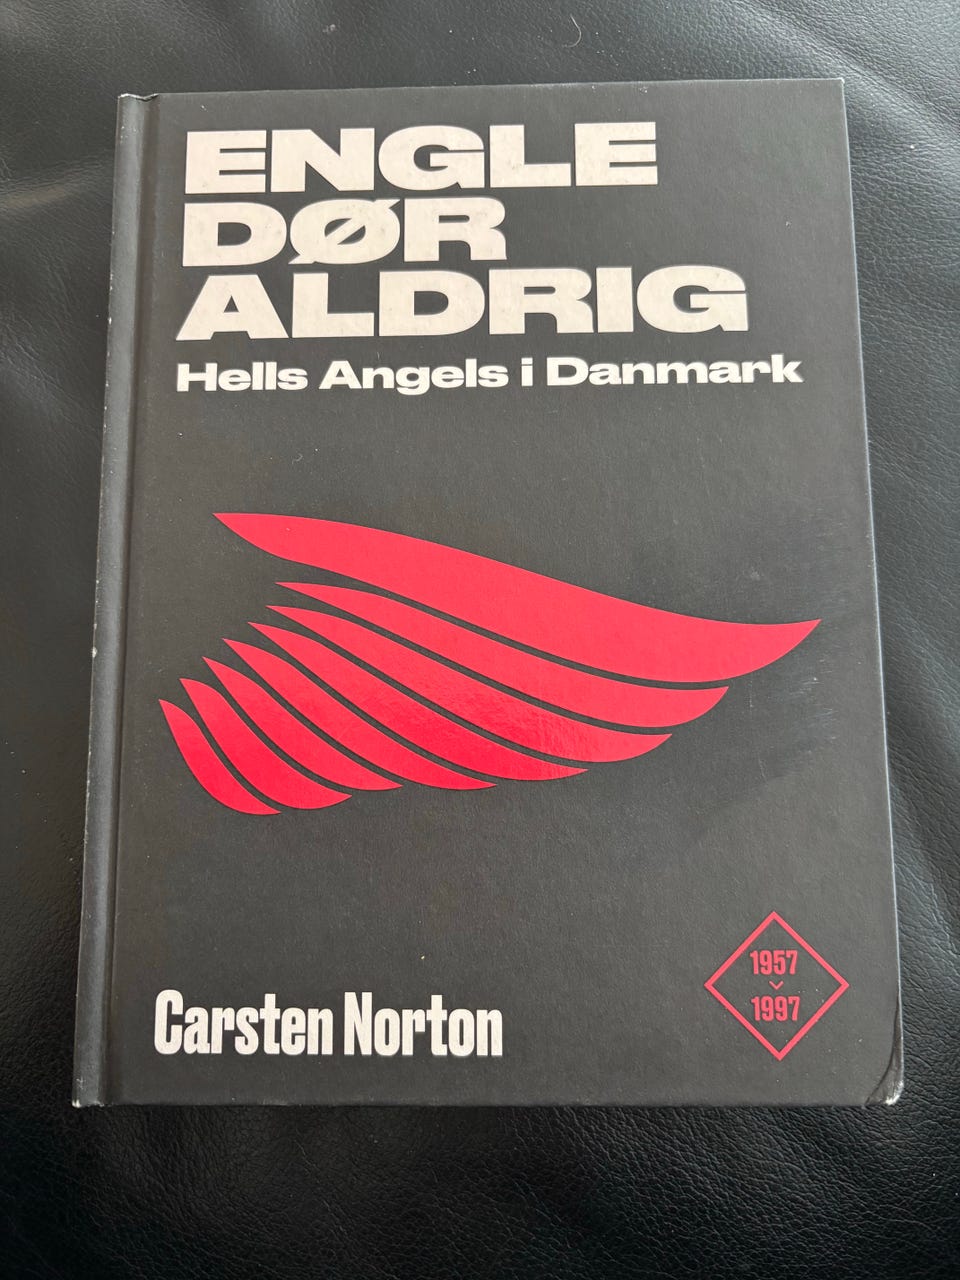 ENGLE
DØR
ALDRIG
Hells Angels i Danmark
Carsten Norton
1957
1997